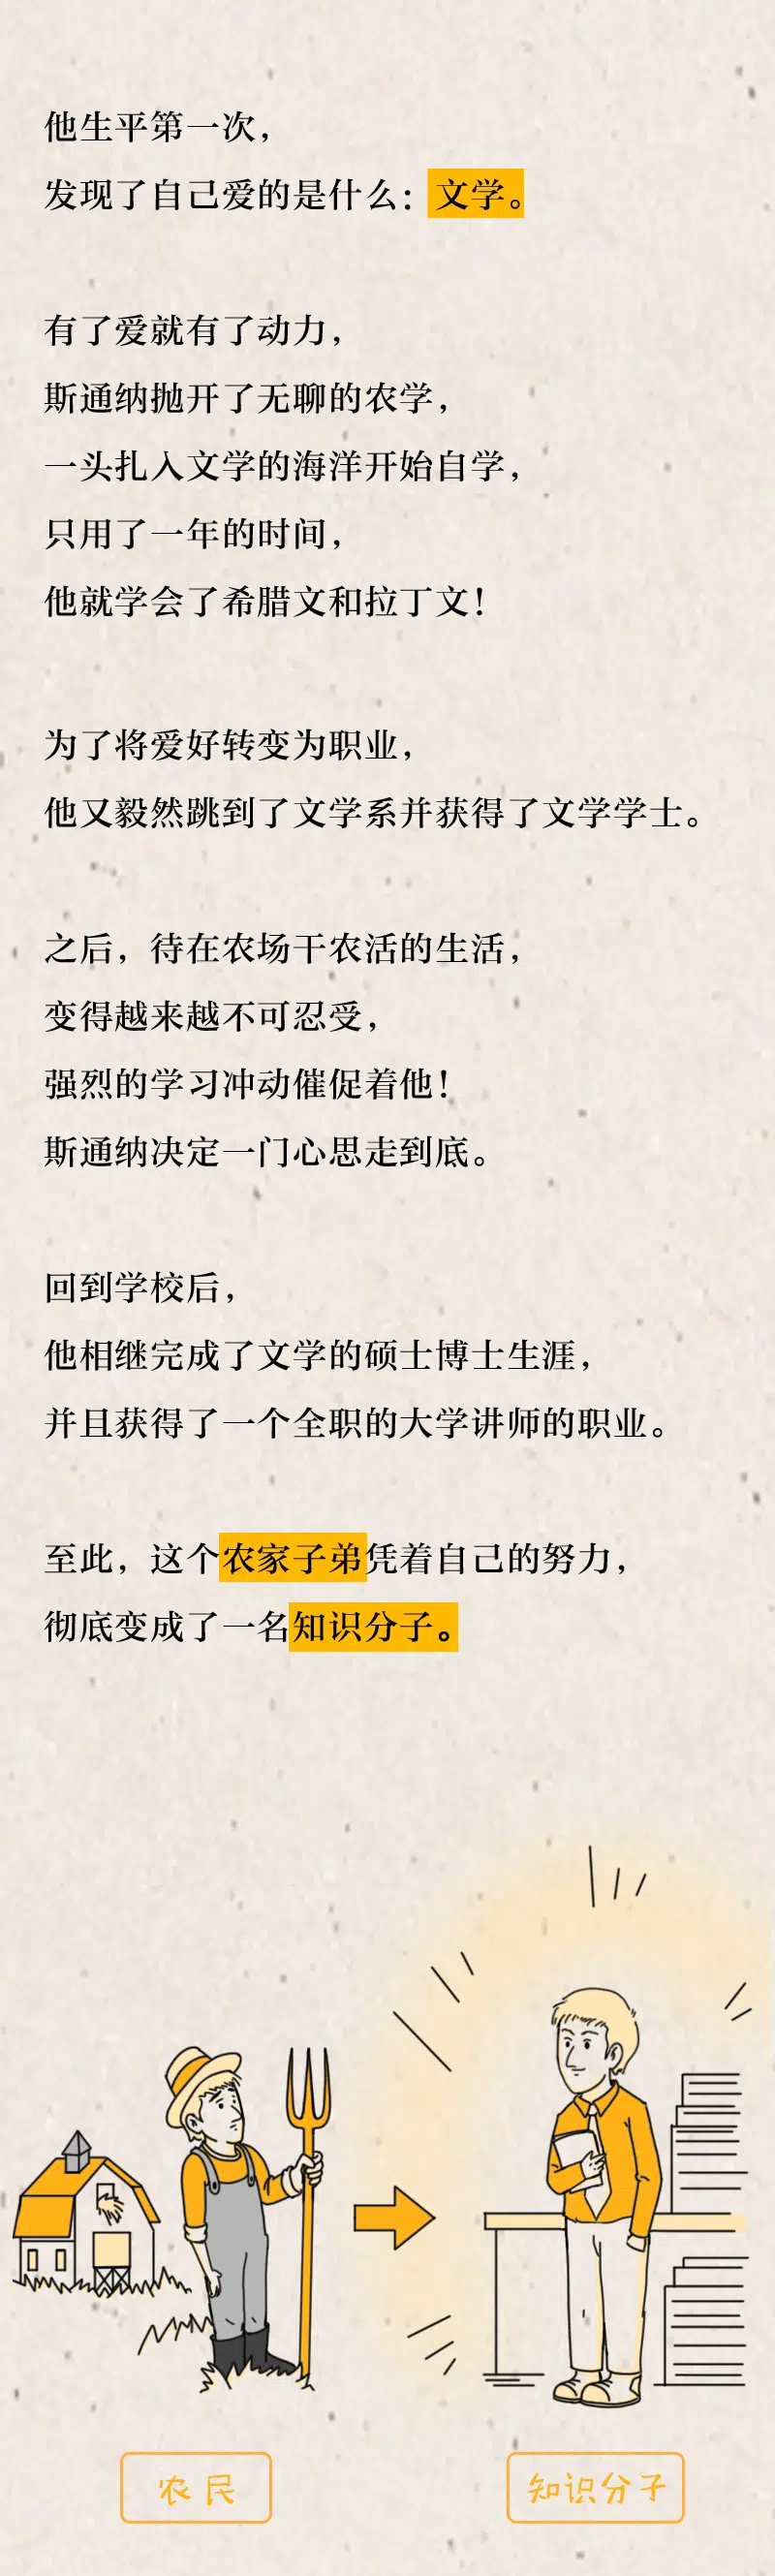 他生平第一次，
发现了自己爱的是什么：文学。
有了爱就有了动力，
斯通纳抛开了无聊的农学，
一头扎入文学的海洋开始自学，
只用了一年的时间，
他就学会了希腊文和拉丁文！
为了将爱好转变为职业，
他又毅然跳到了文学系并获得了文学学士。
之后，待在农场干农活的生活，
变得越来越不可忍受，
强烈的学习冲动催促着他！
斯通纳决定一门心思走到底。
回到学校后，
他相继完成了文学的硕士博士生涯，
并且获得了一个全职的大学讲师的职业。
至此，这个农家子弟凭着自己的努力，
彻底变成了一名知识分子。
农民
知识分子